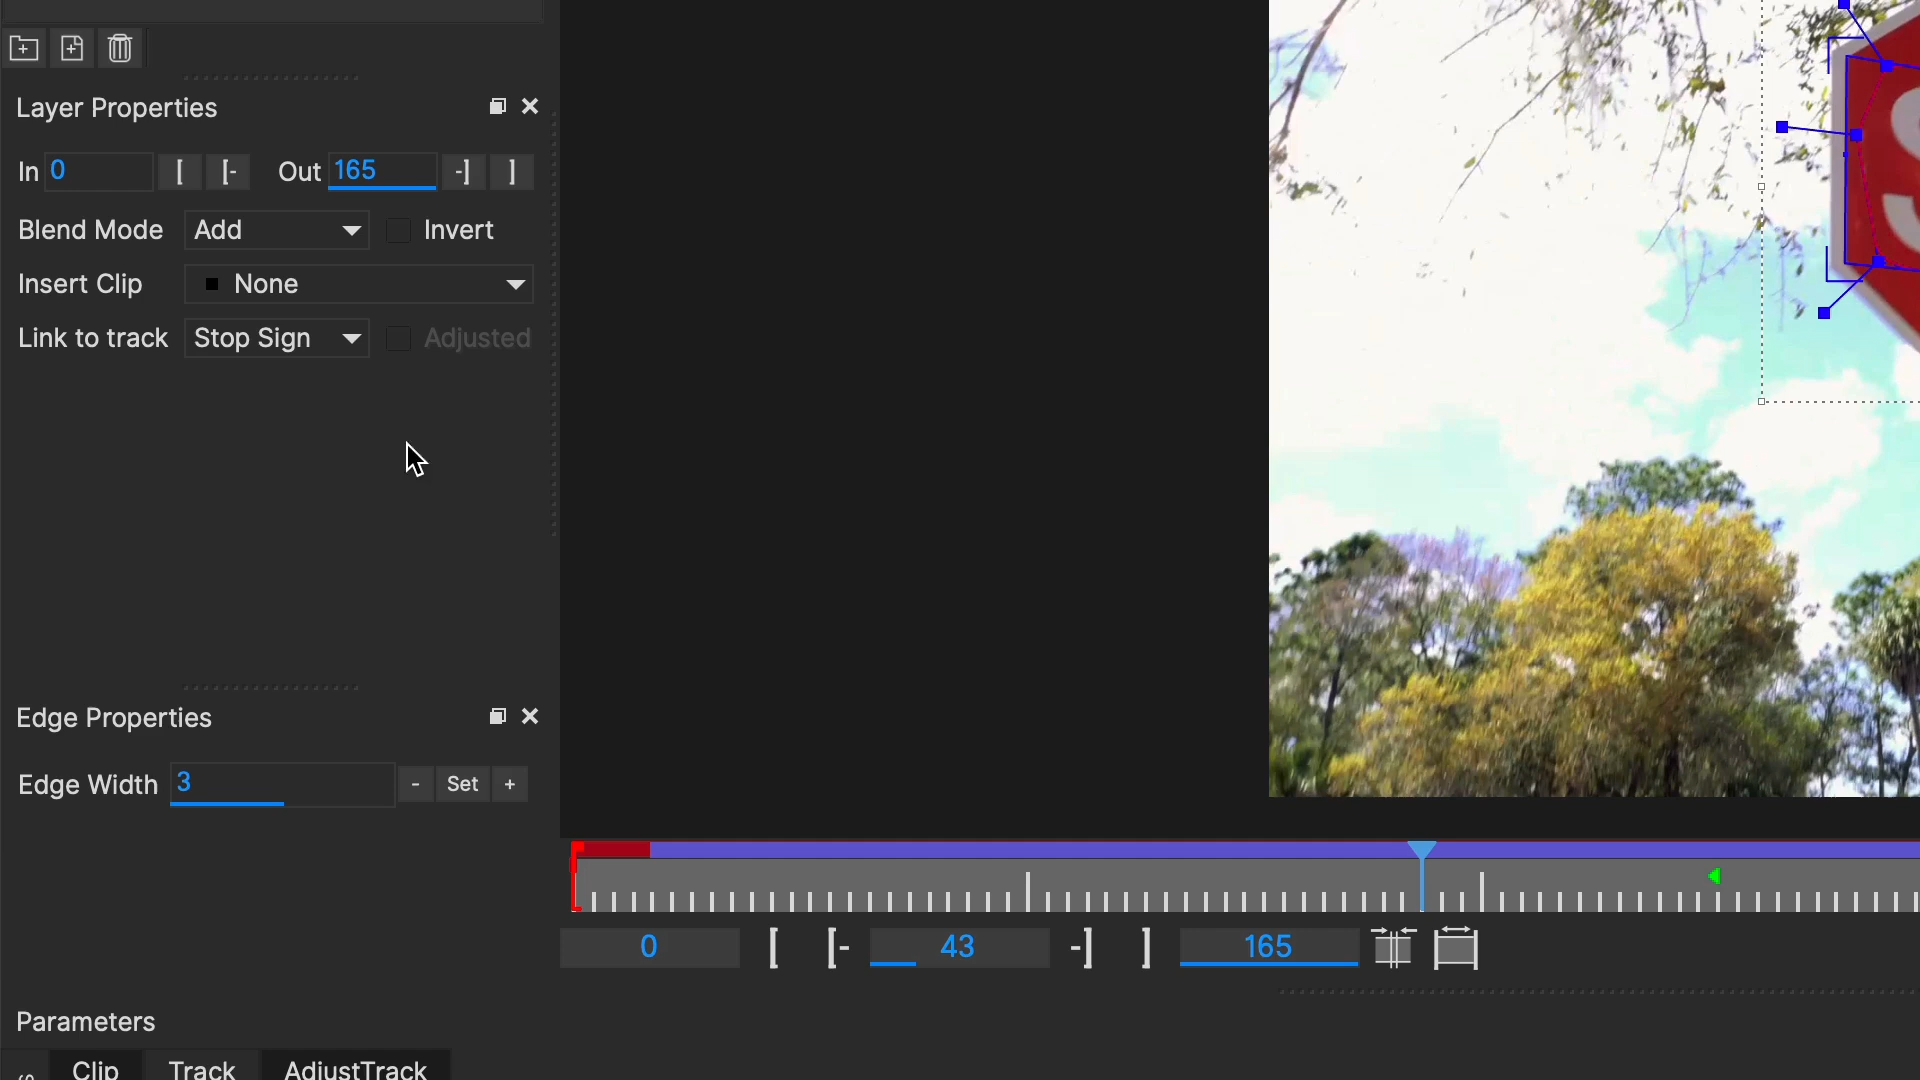 Layer Properties
In 0 [ [- Out 165 -] ]
Blend Mode Add Invert
Insert Clip None
Link to track Stop Sign Adjusted
Edge Properties
Edge Width 3 - Set +
0 [ [- 43 -] ] 165
Parameters
Clip Track AdjustTrack